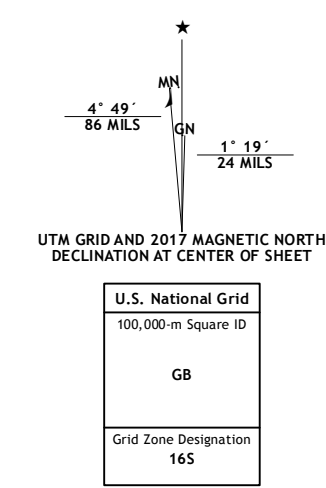 MN
4° 49´
86 MILS
GN
1° 19´
24 MILS
UTM GRID AND 2017 MAGNETIC NORTH
DECLINATION AT CENTER OF SHEET
U.S. National Grid
100,000-m Square ID
GB
Grid Zone Designation
16S